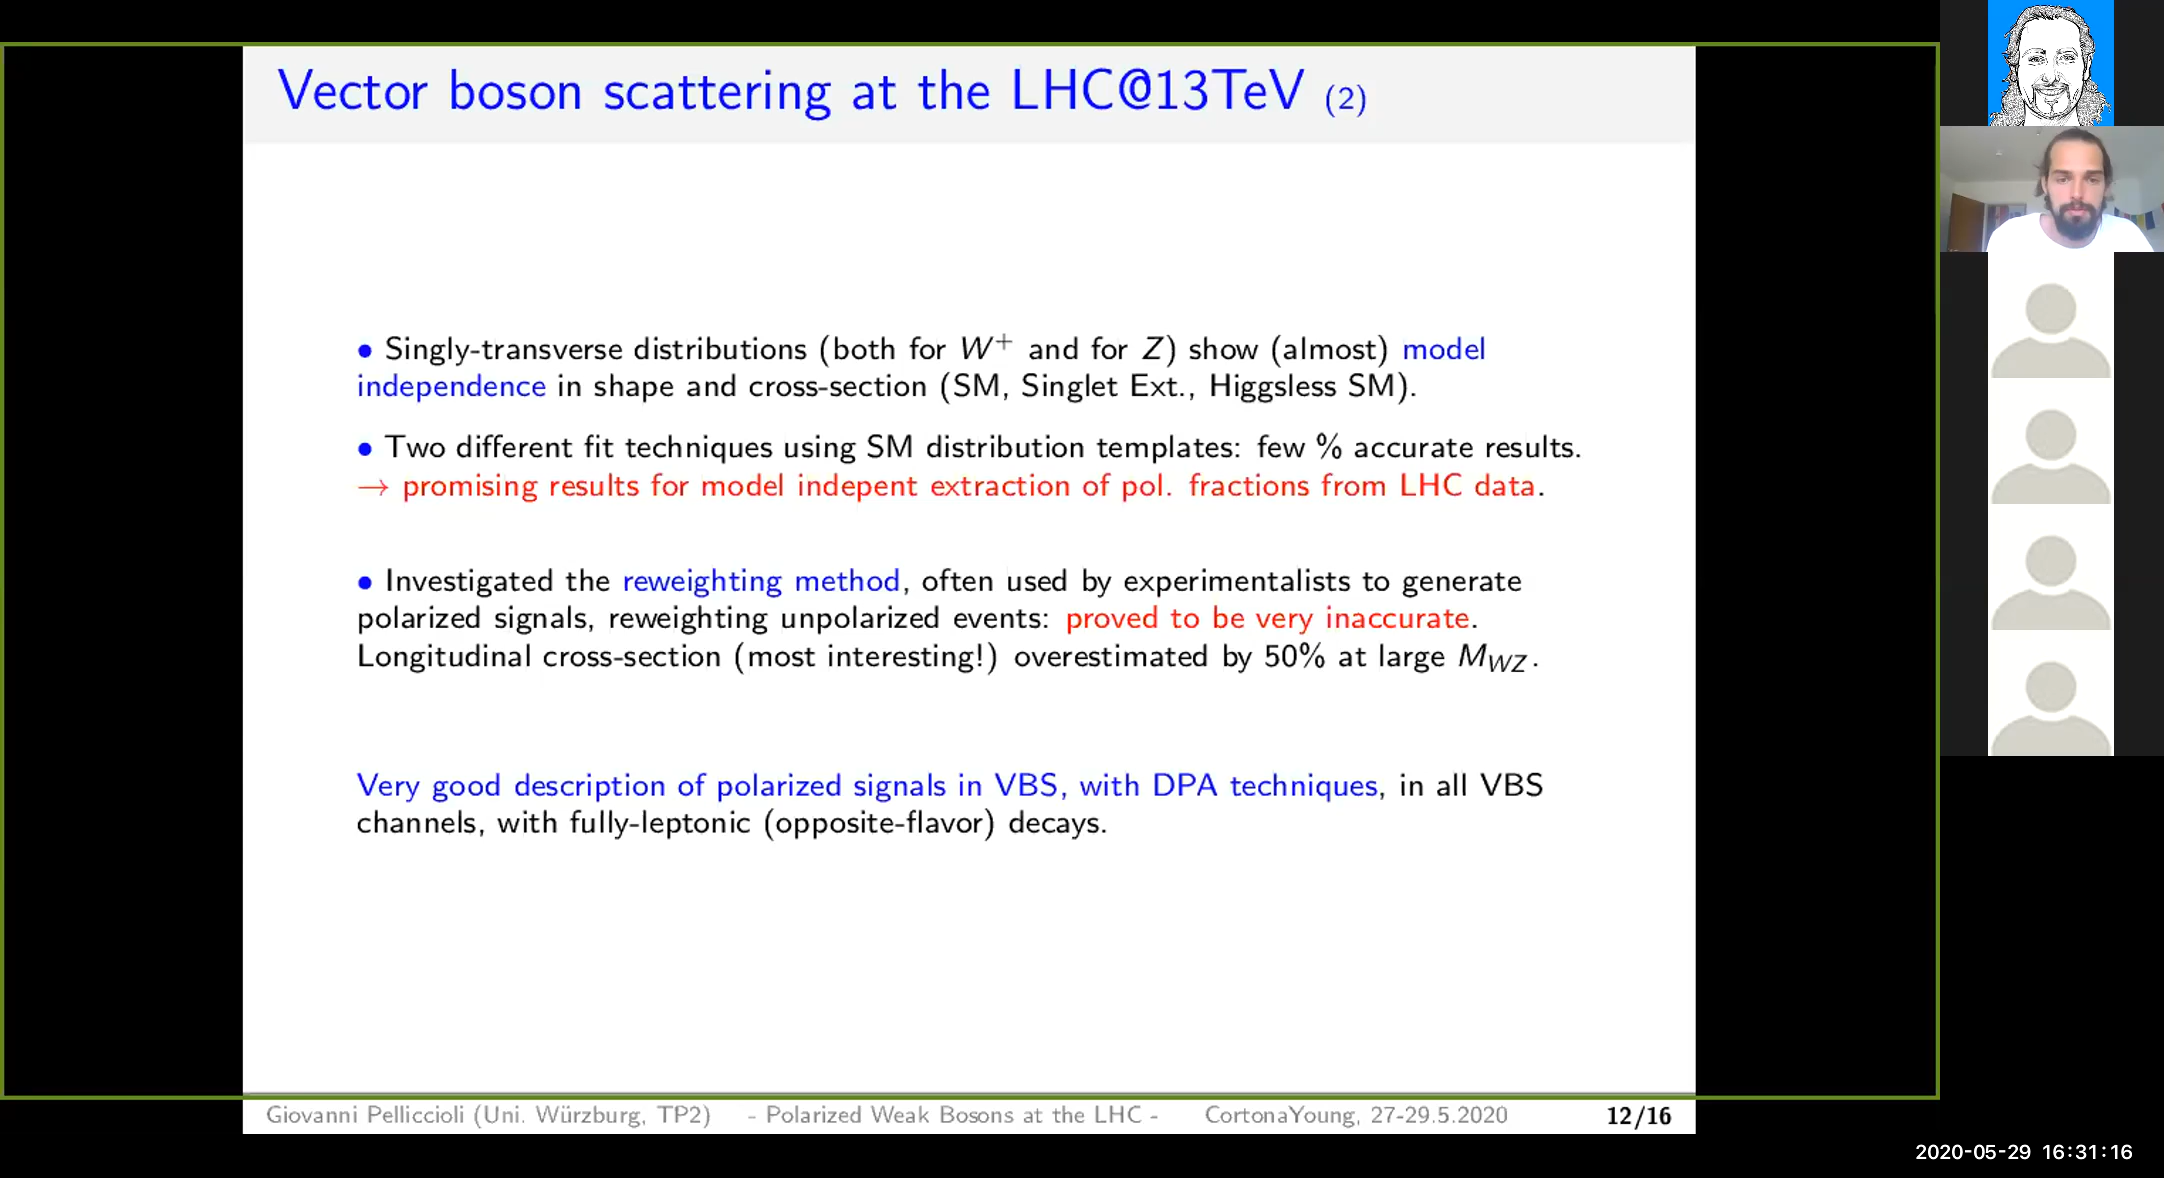 Vector boson scattering at the LHC@13TeV (2)
• Singly-transverse distributions (both for W⁺ and for Z) show (almost) model
independence in shape and cross-section (SM, Singlet Ext., Higgsless SM).
• Two different fit techniques using SM distribution templates: few % accurate results.
→ promising results for model indepent extraction of pol. fractions from LHC data.
• Investigated the reweighting method, often used by experimentalists to generate
polarized signals, reweighting unpolarized events: proved to be very inaccurate.
Longitudinal cross-section (most interesting!) overestimated by 50% at large M_WZ.
Very good description of polarized signals in VBS, with DPA techniques, in all VBS
channels, with fully-leptonic (opposite-flavor) decays.
Giovanni Pelliccioli (Uni. Würzburg, TP2) - Polarized Weak Bosons at the LHC - CortonaYoung, 27-29.5.2020 12/16
2020-05-29 16:31:16